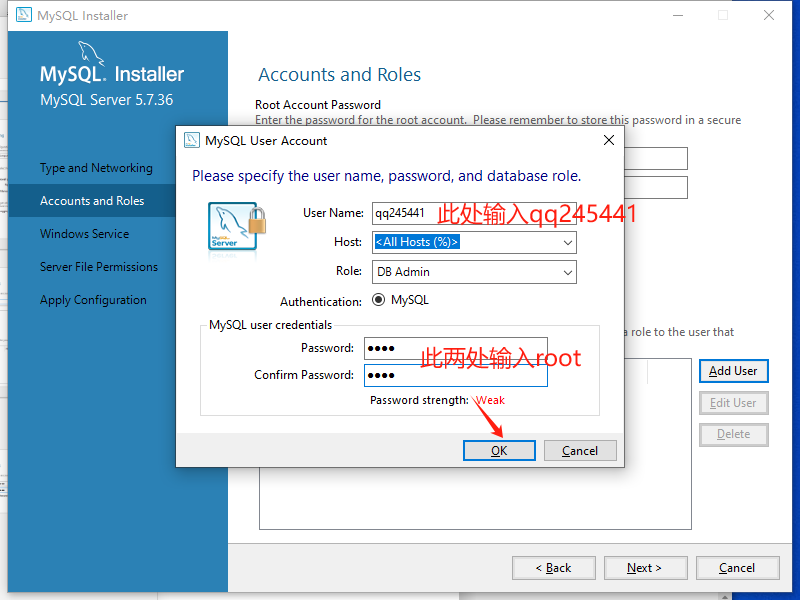 MySQL Installer
MySQL. Installer
MySQL Server 5.7.36
Type and Networking
Accounts and Roles
Windows Service
Server File Permissions
Apply Configuration
Accounts and Roles
Root Account Password
Enter the password for the root account. Please remember to store this password in a secure
MySQL User Account
Please specify the user name, password, and database role.
MySQL
Server
User Name: qq245441 此处输入qq245441
Host: <All Hosts (%)>
Role: DB Admin
Authentication: MySQL
MySQL user credentials
Password: •••• 此两处输入root
Confirm Password: ••••
Password strength: Weak
OK Cancel
a role to the user that
Add User
Edit User
Delete
< Back Next > Cancel